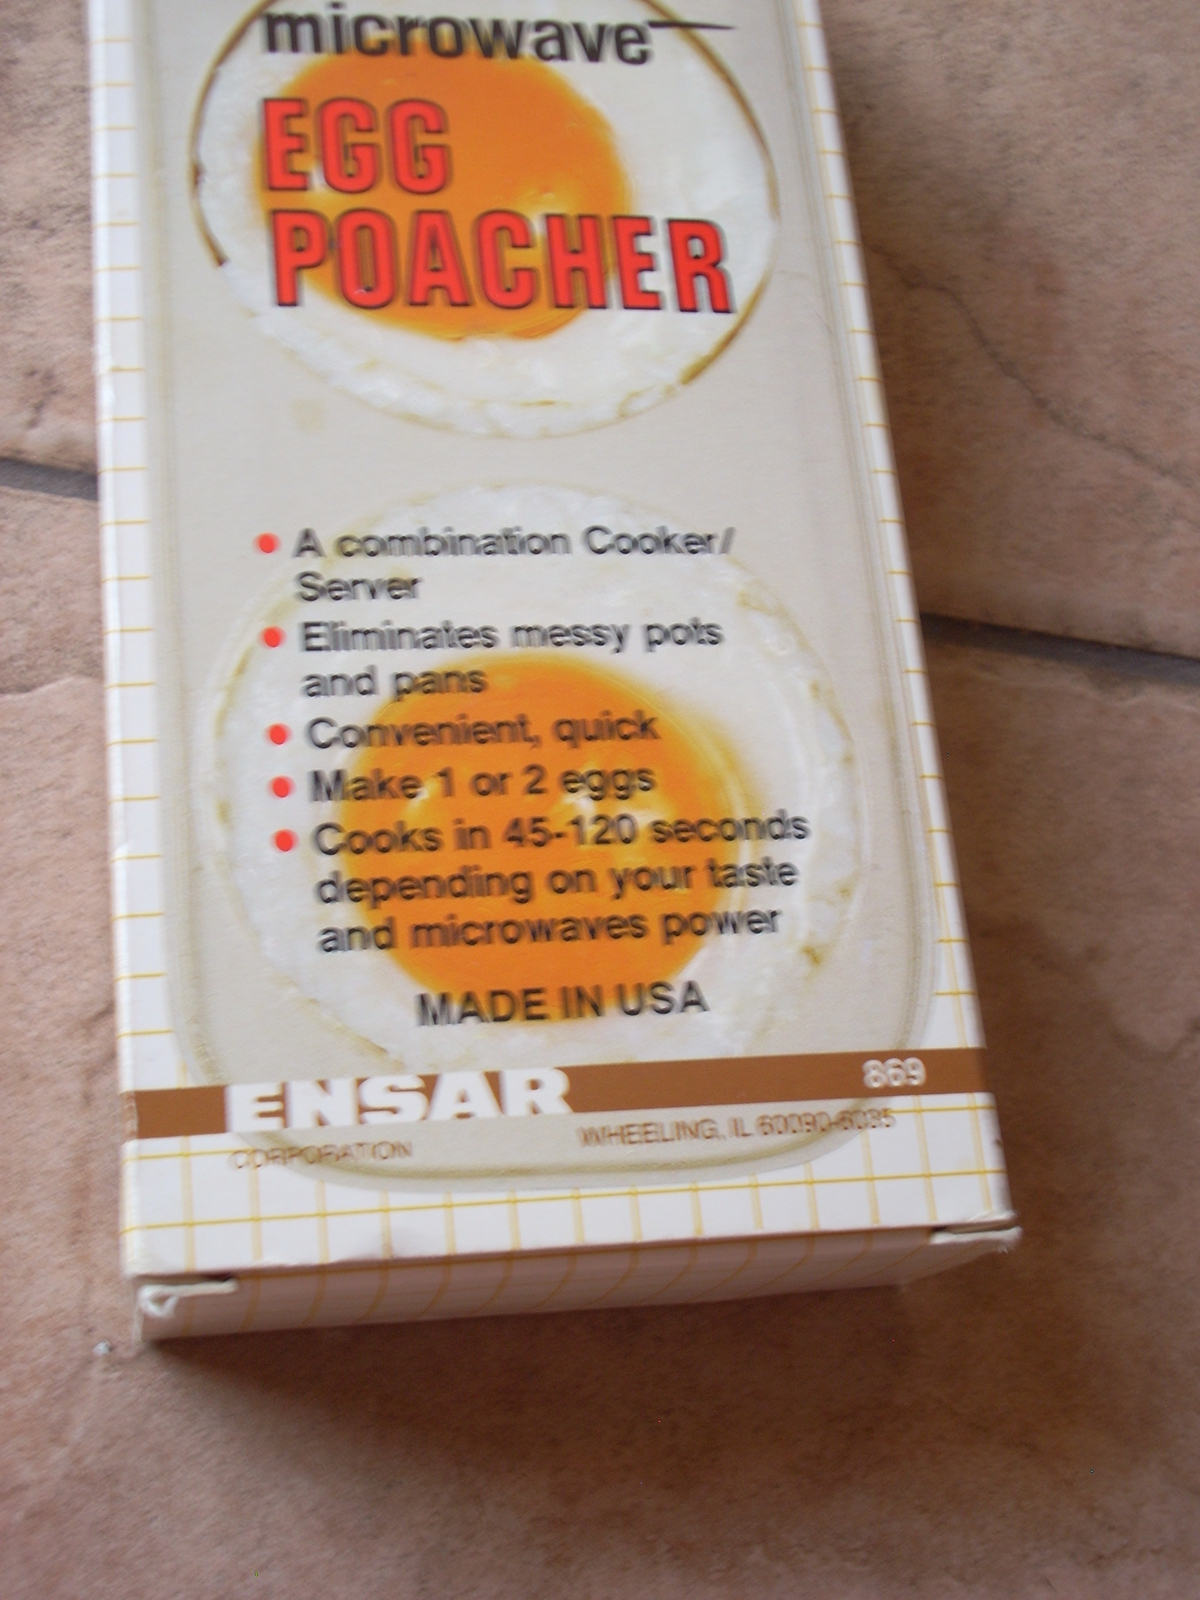 microwave
EGG
POACHER
• A combination Cooker/
Server
• Eliminates messy pots
and pans
• Convenient, quick
• Make 1 or 2 eggs
• Cooks in 45-120 seconds
depending on your taste
and microwaves power
MADE IN USA
ENSAR 869
CORPORATION WHEELING, IL 60090-6035